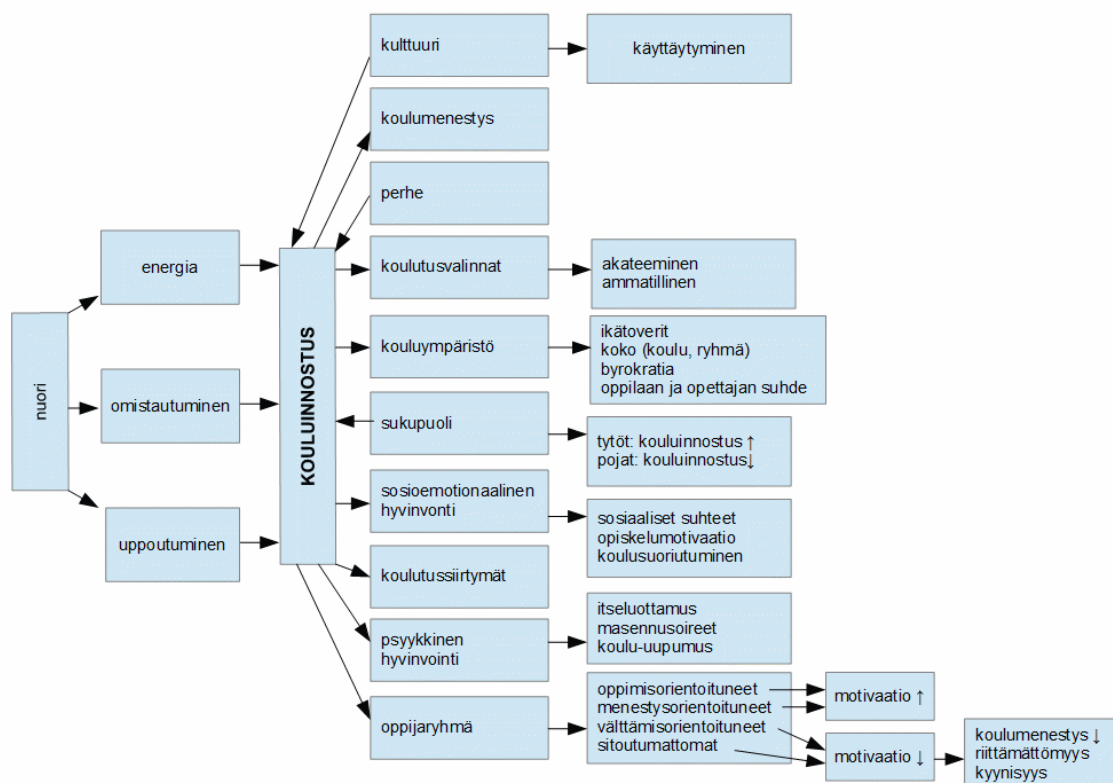 nuori
energia
omistautuminen
uppoutuminen
KOULUINNOSTUS
kulttuuri
käyttäytyminen
koulumenestys
perhe
koulutusvalinnat
akateeminen
ammatillinen
kouluympäristö
ikätoverit
koko (koulu, ryhmä)
byrokratia
oppilaan ja opettajan suhde
sukupuoli
tytöt: kouluinnostus ↑
pojat: kouluinnostus↓
sosioemotionaalinen
hyvinvonti
sosiaaliset suhteet
opiskelumotivaatio
koulusuoriutuminen
koulutussiirtymät
psyykkinen
hyvinvointi
itseluottamus
masennusoireet
koulu-uupumus
oppijaryhmä
oppimisorientoituneet
menestysorientoituneet
välttämisorientoituneet
sitoutumattomat
motivaatio ↑
motivaatio ↓
koulumenestys ↓
riittämättömyys
kyynisyys